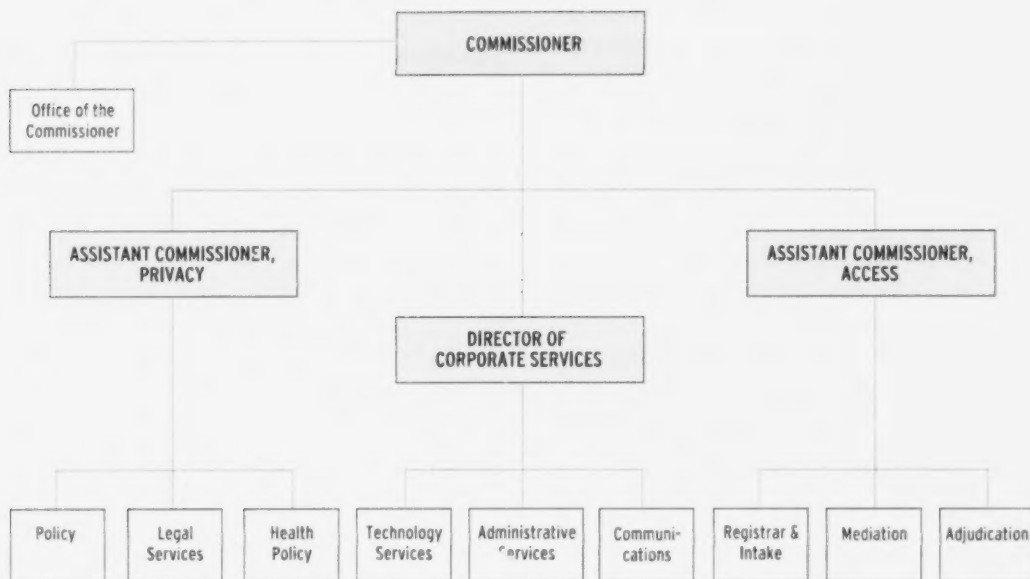 COMMISSIONER
Office of the
Commissioner
ASSISTANT COMMISSIONER,
PRIVACY
ASSISTANT COMMISSIONER,
ACCESS
DIRECTOR OF
CORPORATE SERVICES
Policy
Legal
Services
Health
Policy
Technology
Services
Administrative
Services
Communi-
cations
Registrar &
Intake
Mediation
Adjudication